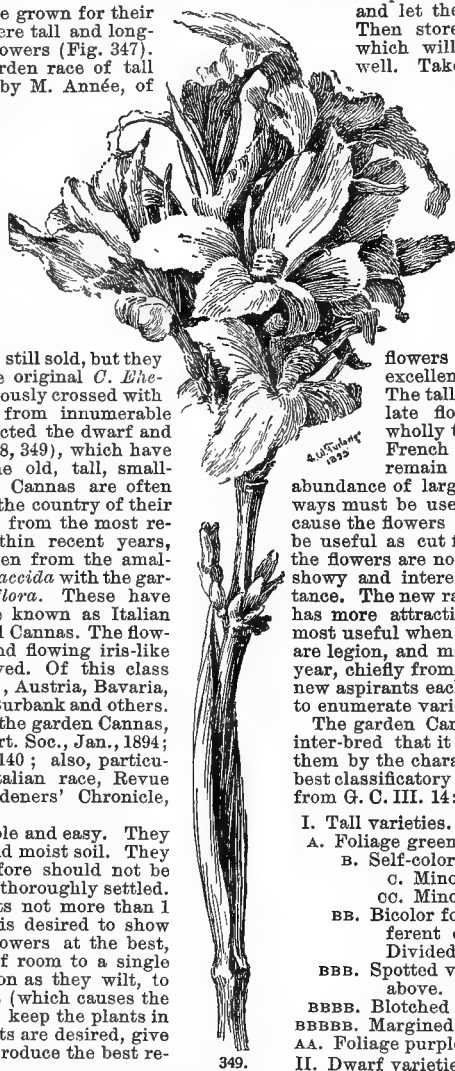 e grown for their
ere tall and long-
owers (Fig. 347).
rden race of tall
by M. Année, of
still sold, but they
e original C. Ehe-
ously crossed with
from innumerable
cted the dwarf and
8, 349), which have
he old, tall, small-
Cannas are often
the country of their
from the most re-
thin recent years,
en from the amal-
accida with the gar-
flora. These have
e known as Italian
d Cannas. The flow-
nd flowing iris-like
ved. Of this class
, Austria, Bavaria,
Burbank and others.
the garden Cannas,
rt. Soc., Jan., 1894;
140 ; also, particu-
talian race, Revue
deners' Chronicle,
ple and easy. They
d moist soil. They
fore should not be
thoroughly settled.
ts not more than 1
is desired to show
owers at the best,
f room to a single
on as they wilt, to
(which causes the
keep the plants in
ts are desired, give
roduce the best re-
349.
and let the
Then store
which will
well. Take
flowers
excellen
The tall
late flo
wholly t
French
remain
abundance of larg
ways must be use
cause the flowers
be useful as cut f
the flowers are no
showy and intere
tance. The new ra
has more attracti
most useful when
are legion, and m
year, chiefly from
new aspirants eac
to enumerate vari
The garden Can
inter-bred that it
them by the chara
best classificatory
from G. C. III. 14:
I. Tall varieties.
A. Foliage green
B. Self-color
C. Mino
CC. Mino
BB. Bicolor fo
ferent c
Divided
BBB. Spotted v
above.
BBBB. Blotched
BBBBB. Margined
AA. Foliage purpl
II. Dwarf varietie